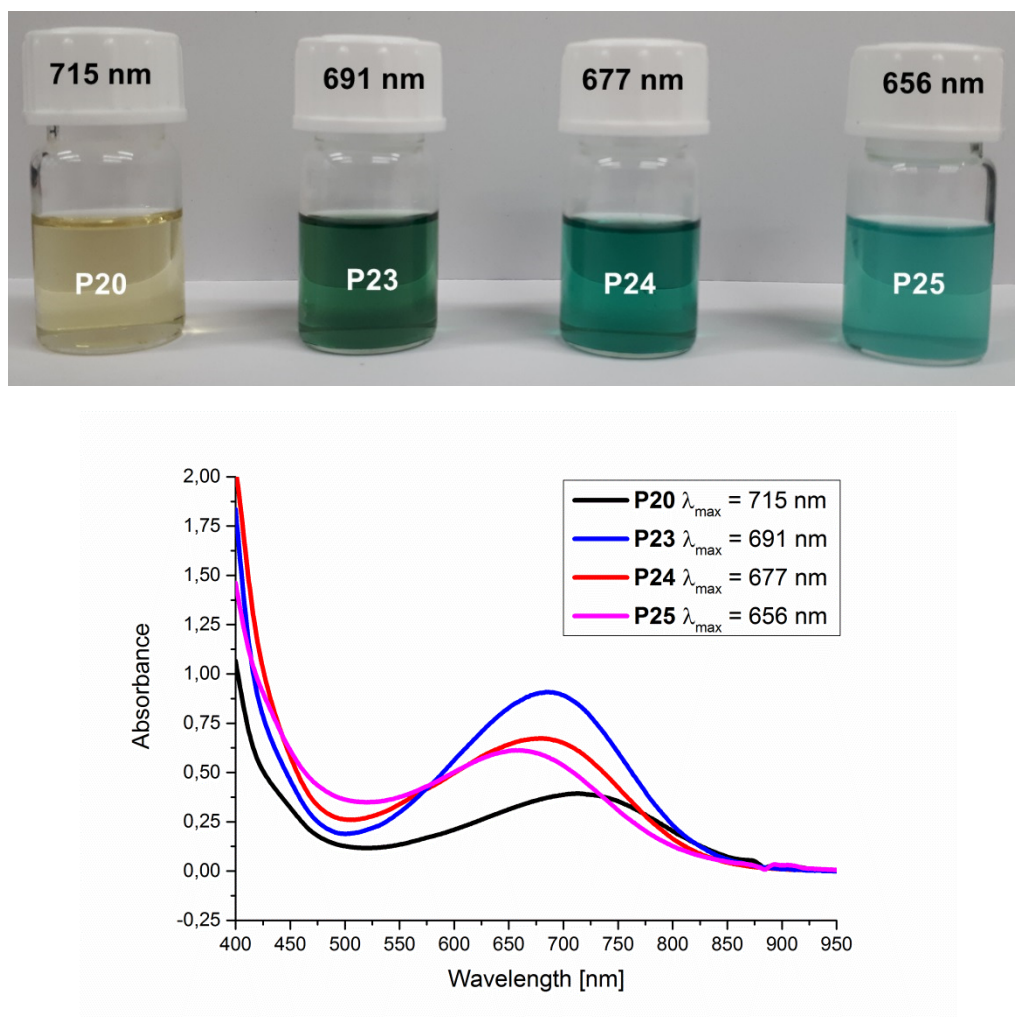 715 nm
691 nm
677 nm
656 nm
P20
P23
P24
P25
2,00
1,75
1,50
1,25
1,00
0,75
0,50
0,25
0,00
-0,25
Absorbance
P20 λmax = 715 nm
P23 λmax = 691 nm
P24 λmax = 677 nm
P25 λmax = 656 nm
400 450 500 550 600 650 700 750 800 850 900 950
Wavelength [nm]